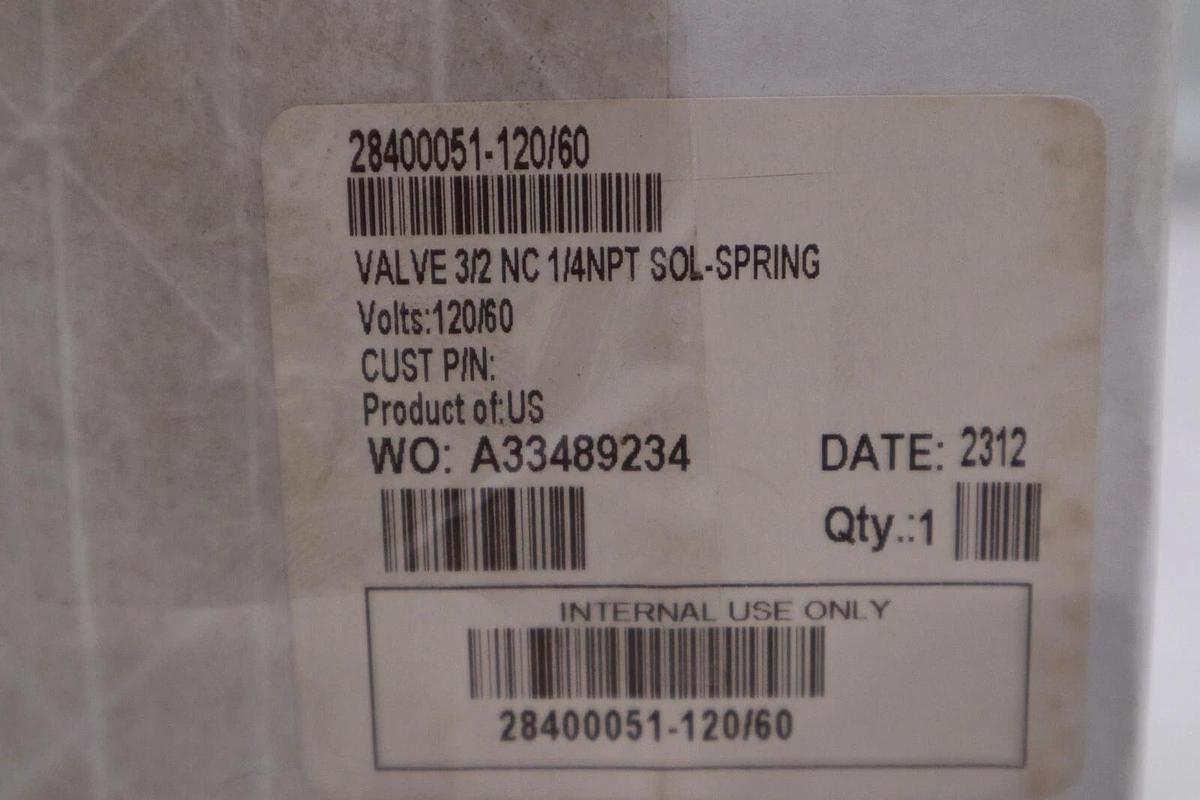 28400051-120/60
VALVE 3/2 NC 1/4NPT SOL-SPRING
Volts:120/60
CUST P/N:
Product of:US
WO: A33489234
DATE: 2312
Qty.:1
INTERNAL USE ONLY
28400051-120/60